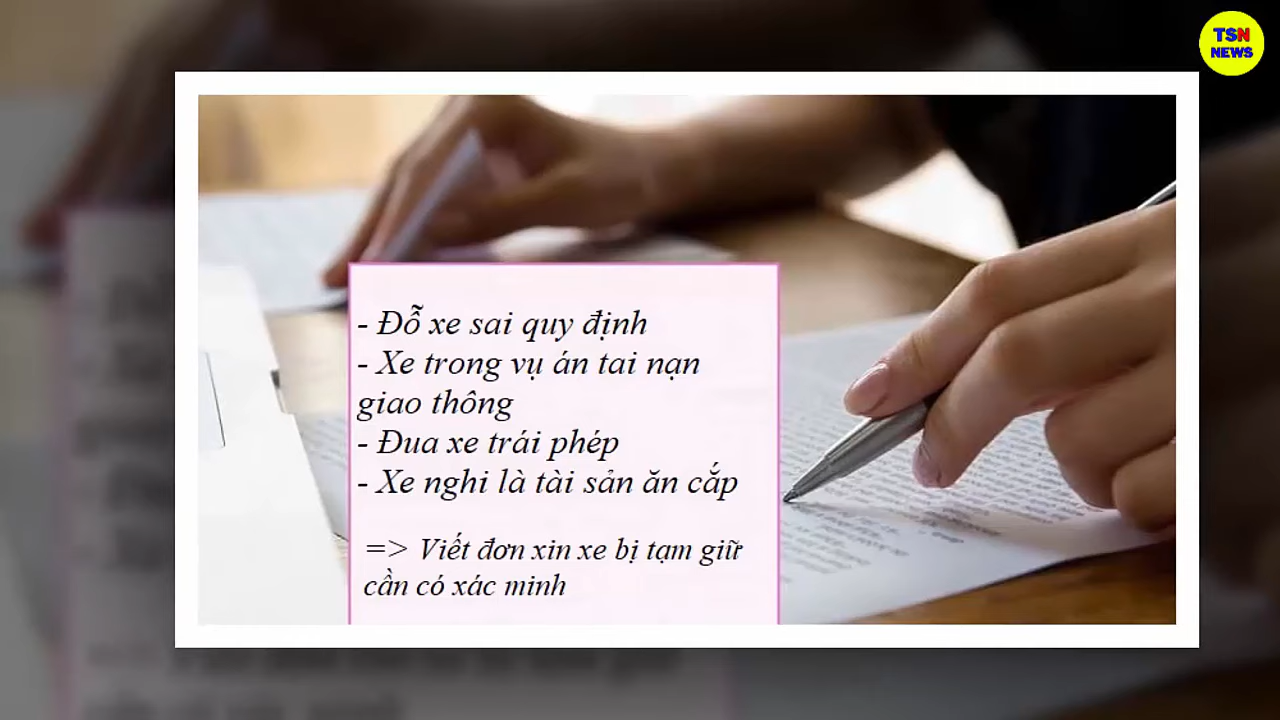 TSN
NEWS
- Đỗ xe sai quy định
- Xe trong vụ án tai nạn
giao thông
- Đua xe trái phép
- Xe nghi là tài sản ăn cắp
=> Viết đơn xin xe bị tạm giữ
cần có xác minh